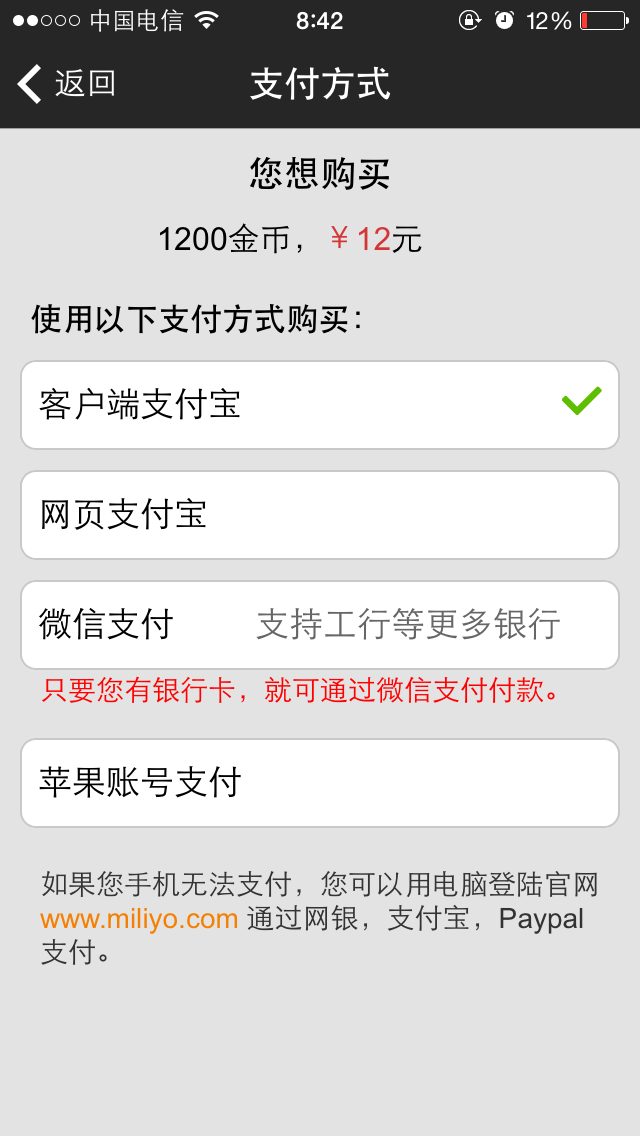 中国电信 8:42 12%
返回 支付方式
您想购买
1200金币，￥12元
使用以下支付方式购买：
客户端支付宝
网页支付宝
微信支付 支持工行等更多银行
只要您有银行卡，就可通过微信支付付款。
苹果账号支付
如果您手机无法支付，您可以用电脑登陆官网
www.miliyo.com 通过网银，支付宝，Paypal
支付。